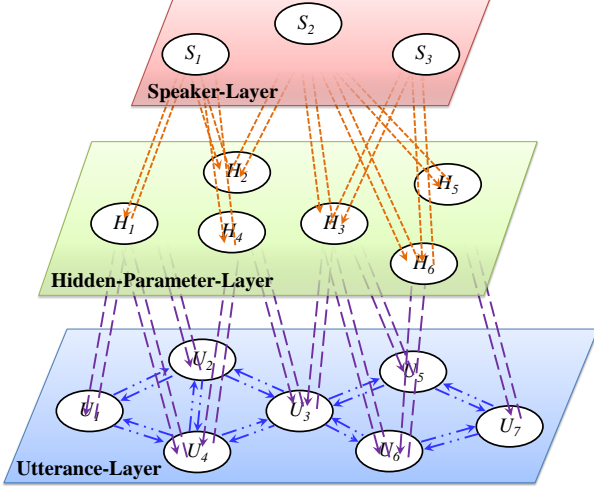 S2
S1
S3
Speaker-Layer
H2
H5
H1
H4
H3
H6
Hidden-Parameter-Layer
U2
U5
U1
U3
U7
U4
U6
Utterance-Layer